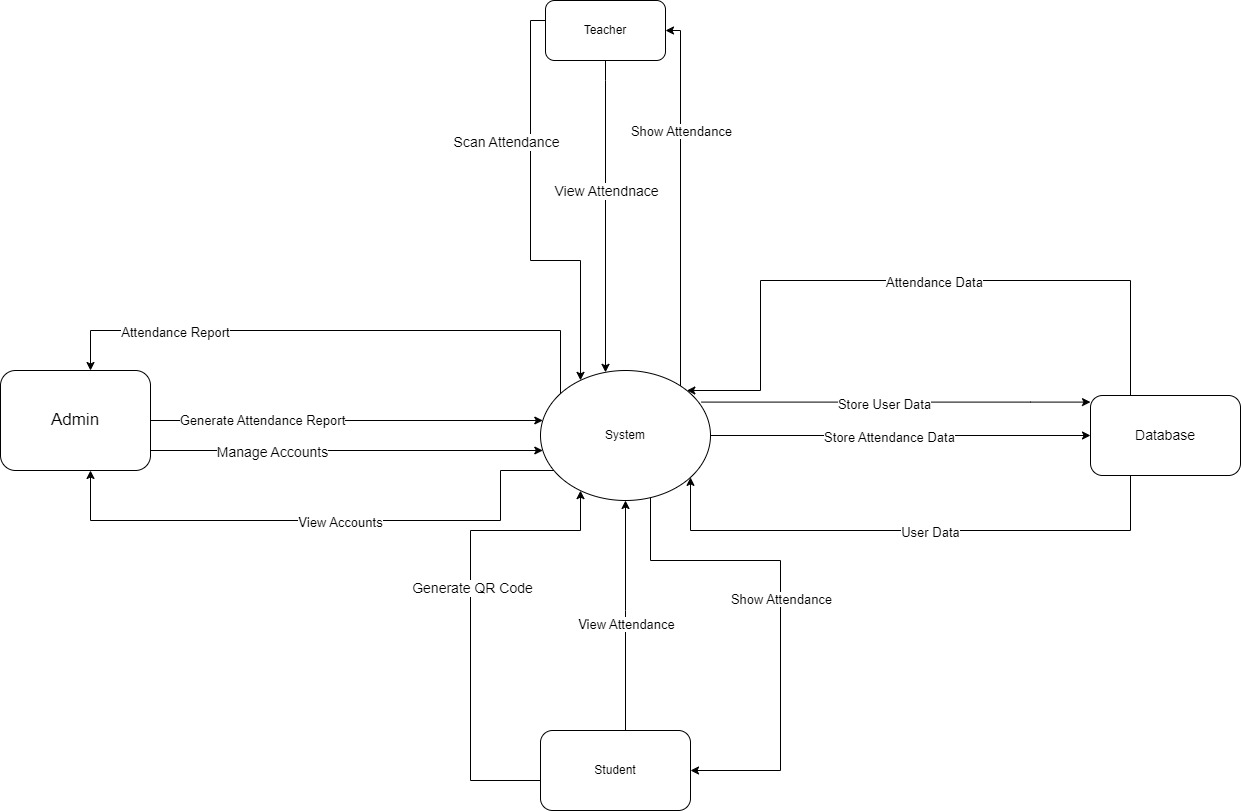 Teacher
Show Attendance
Scan Attendance
View Attendnace
Attendance Data
Attendance Report
Store User Data
Admin
Generate Attendance Report
System
Store Attendance Data
Database
Manage Accounts
View Accounts
User Data
Generate QR Code
Show Attendance
View Attendance
Student